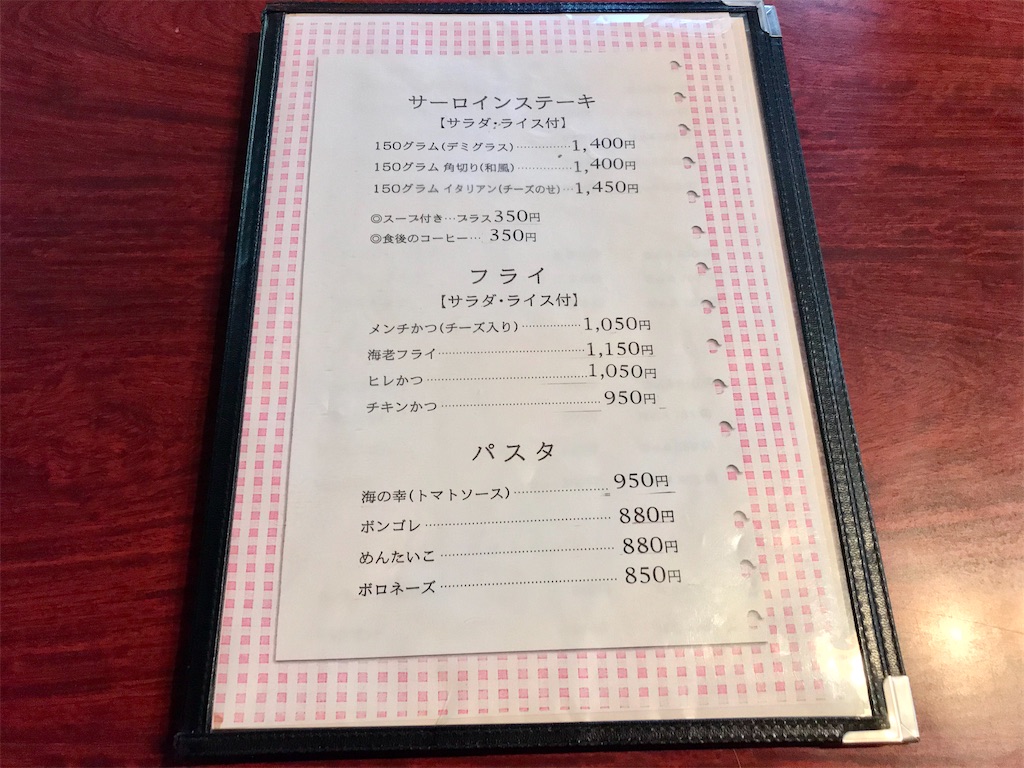 サーロインステーキ
【サラダ・ライス付】
150グラム(デミグラス)……………1,400円
150グラム 角切り(和風)……………1,400円
150グラム イタリアン(チーズのせ)…1,450円
◎スープ付き…プラス350円
◎食後のコーヒー… 350円
フライ
【サラダ・ライス付】
メンチかつ(チーズ入り)………………1,050円
海老フライ……………………………………1,150円
ヒレかつ………………………………………1,050円
チキンかつ……………………………………950円
パスタ
海の幸(トマトソース)……………………950円
ボンゴレ……………………………………880円
めんたいこ…………………………………880円
ボロネーズ…………………………………850円